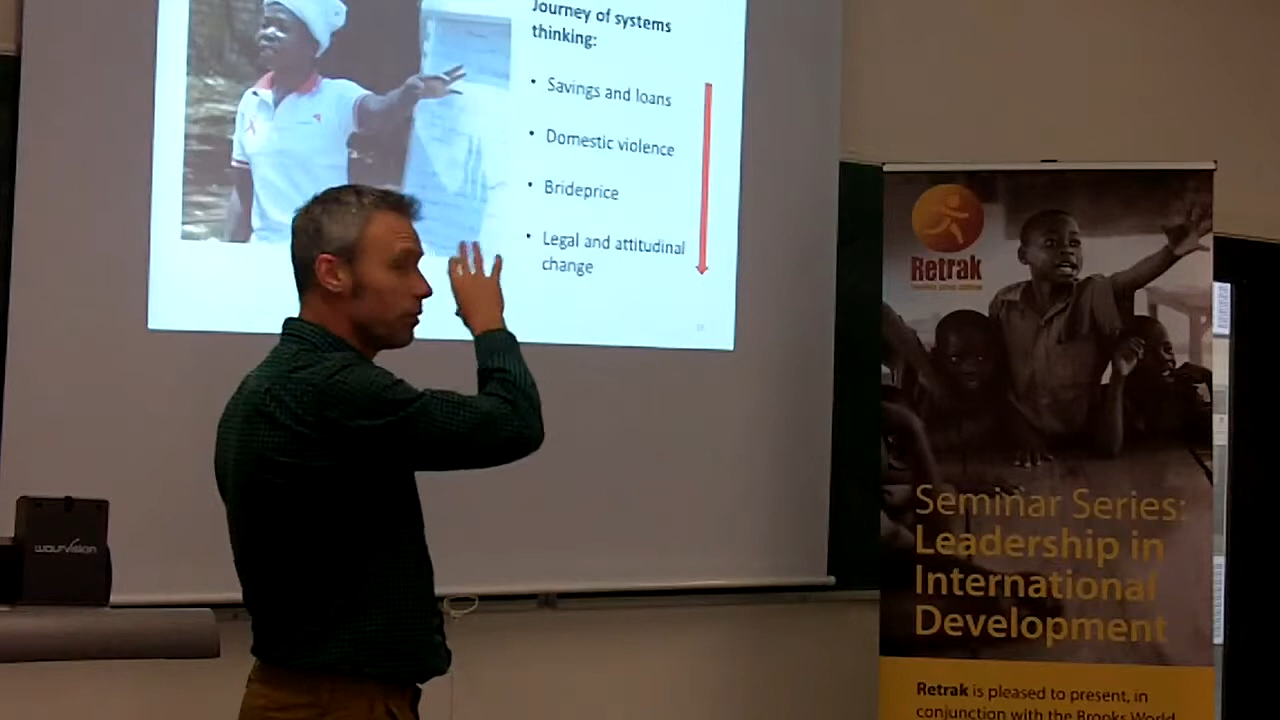 Journey of systems
thinking:
• Savings and loans
• Domestic violence
• Brideprice
• Legal and attitudinal
change
Retrak
wolfvision
Seminar Series:
Leadership in
International
Development
Retrak is pleased to present, in
conjunction with the Brooks World